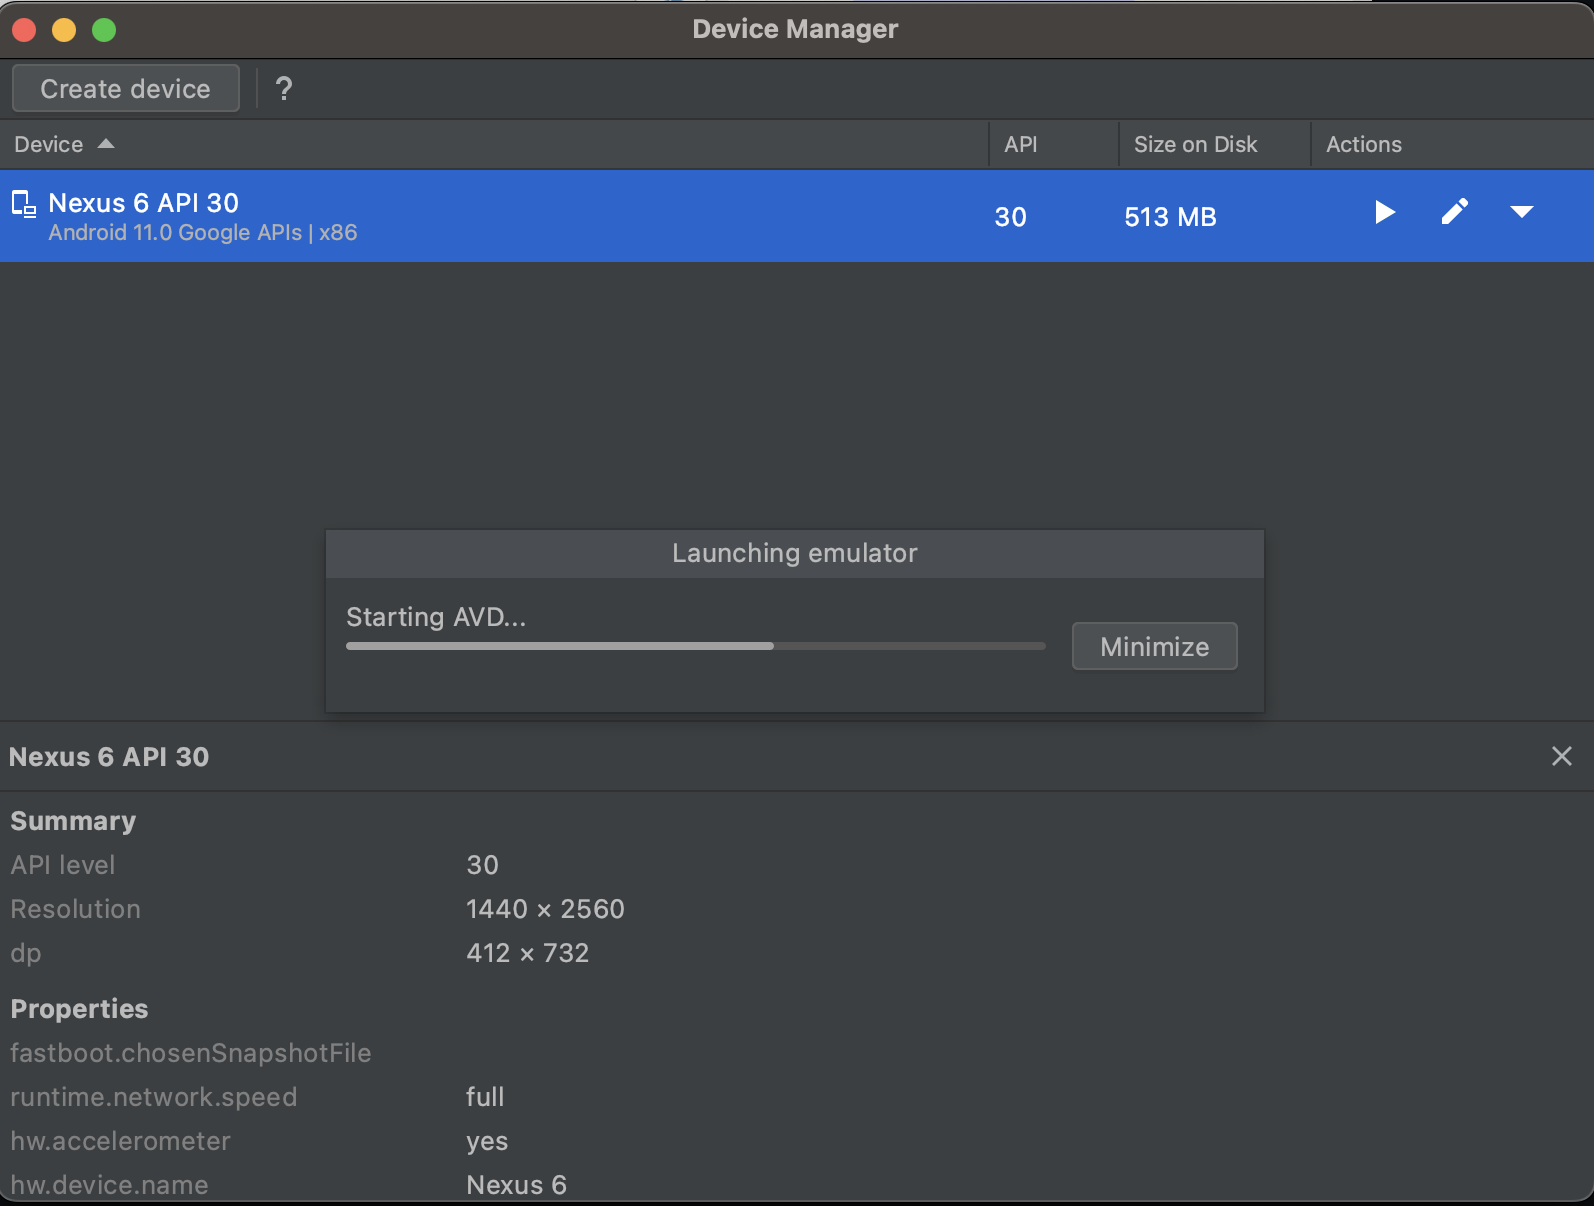 Device Manager
Create device ?
Device API Size on Disk Actions
Nexus 6 API 30
Android 11.0 Google APIs | x86
30 513 MB
Launching emulator
Starting AVD...
Minimize
Nexus 6 API 30
Summary
API level 30
Resolution 1440 × 2560
dp 412 × 732
Properties
fastboot.chosenSnapshotFile
runtime.network.speed full
hw.accelerometer yes
hw.device.name Nexus 6